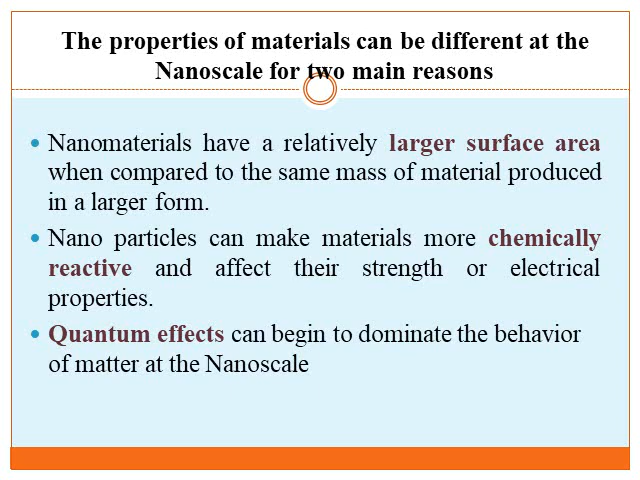 The properties of materials can be different at the
Nanoscale for two main reasons
• Nanomaterials have a relatively larger surface area
when compared to the same mass of material produced
in a larger form.
• Nano particles can make materials more chemically
reactive and affect their strength or electrical
properties.
• Quantum effects can begin to dominate the behavior
of matter at the Nanoscale